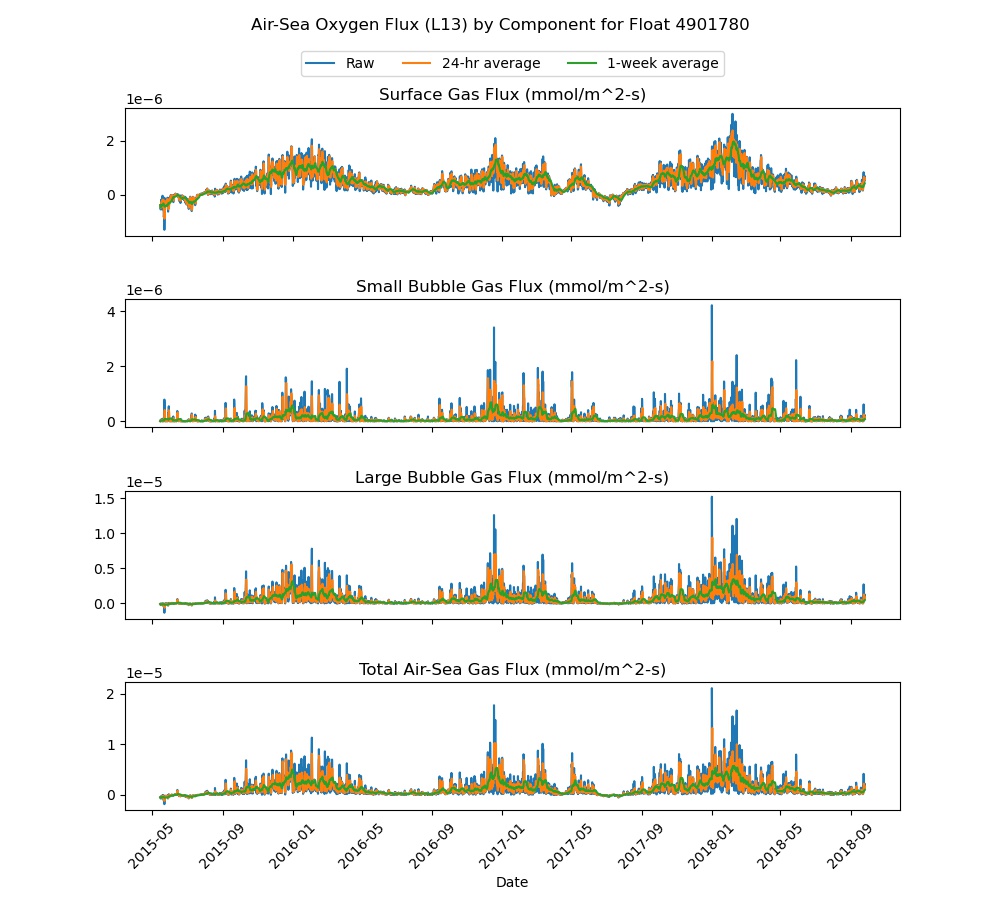 Air-Sea Oxygen Flux (L13) by Component for Float 4901780
Raw 24-hr average 1-week average
1e−6
Surface Gas Flux (mmol/m^2-s)
2
0
1e−6
Small Bubble Gas Flux (mmol/m^2-s)
4
2
0
1e−5
Large Bubble Gas Flux (mmol/m^2-s)
1.5
1.0
0.5
0.0
1e−5
Total Air-Sea Gas Flux (mmol/m^2-s)
2
1
0
2015-05 2015-09 2016-01 2016-05 2016-09 2017-01 2017-05 2017-09 2018-01 2018-05 2018-09
Date